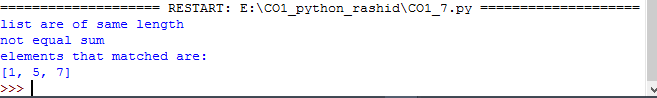 ==================== RESTART: E:\CO1_python_rashid\CO1_7.py ====================
list are of same length
not equal sum
elements that matched are:
[1, 5, 7]
>>>